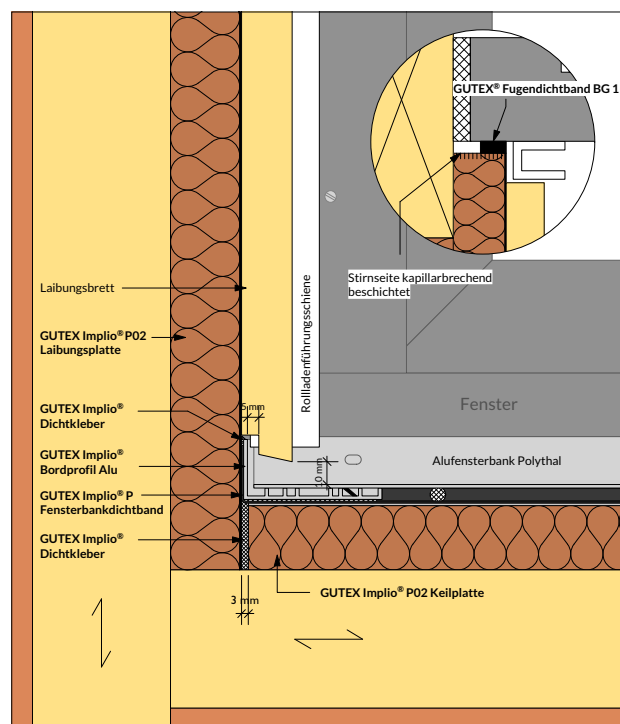 GUTEX® Fugendichtband BG 1
Stirnseite kapillarbrechend
beschichtet
Laibungsbrett
GUTEX Implio® P02
Laibungsplatte
Rollladenführungsschiene
Fenster
5 mm
GUTEX Implio®
Dichtkleber
GUTEX Implio®
Bordprofil Alu
Alufensterbank Polythal
10 mm
GUTEX Implio® P
Fensterbankdichtband
GUTEX Implio®
Dichtkleber
3 mm
GUTEX Implio® P02 Keilplatte